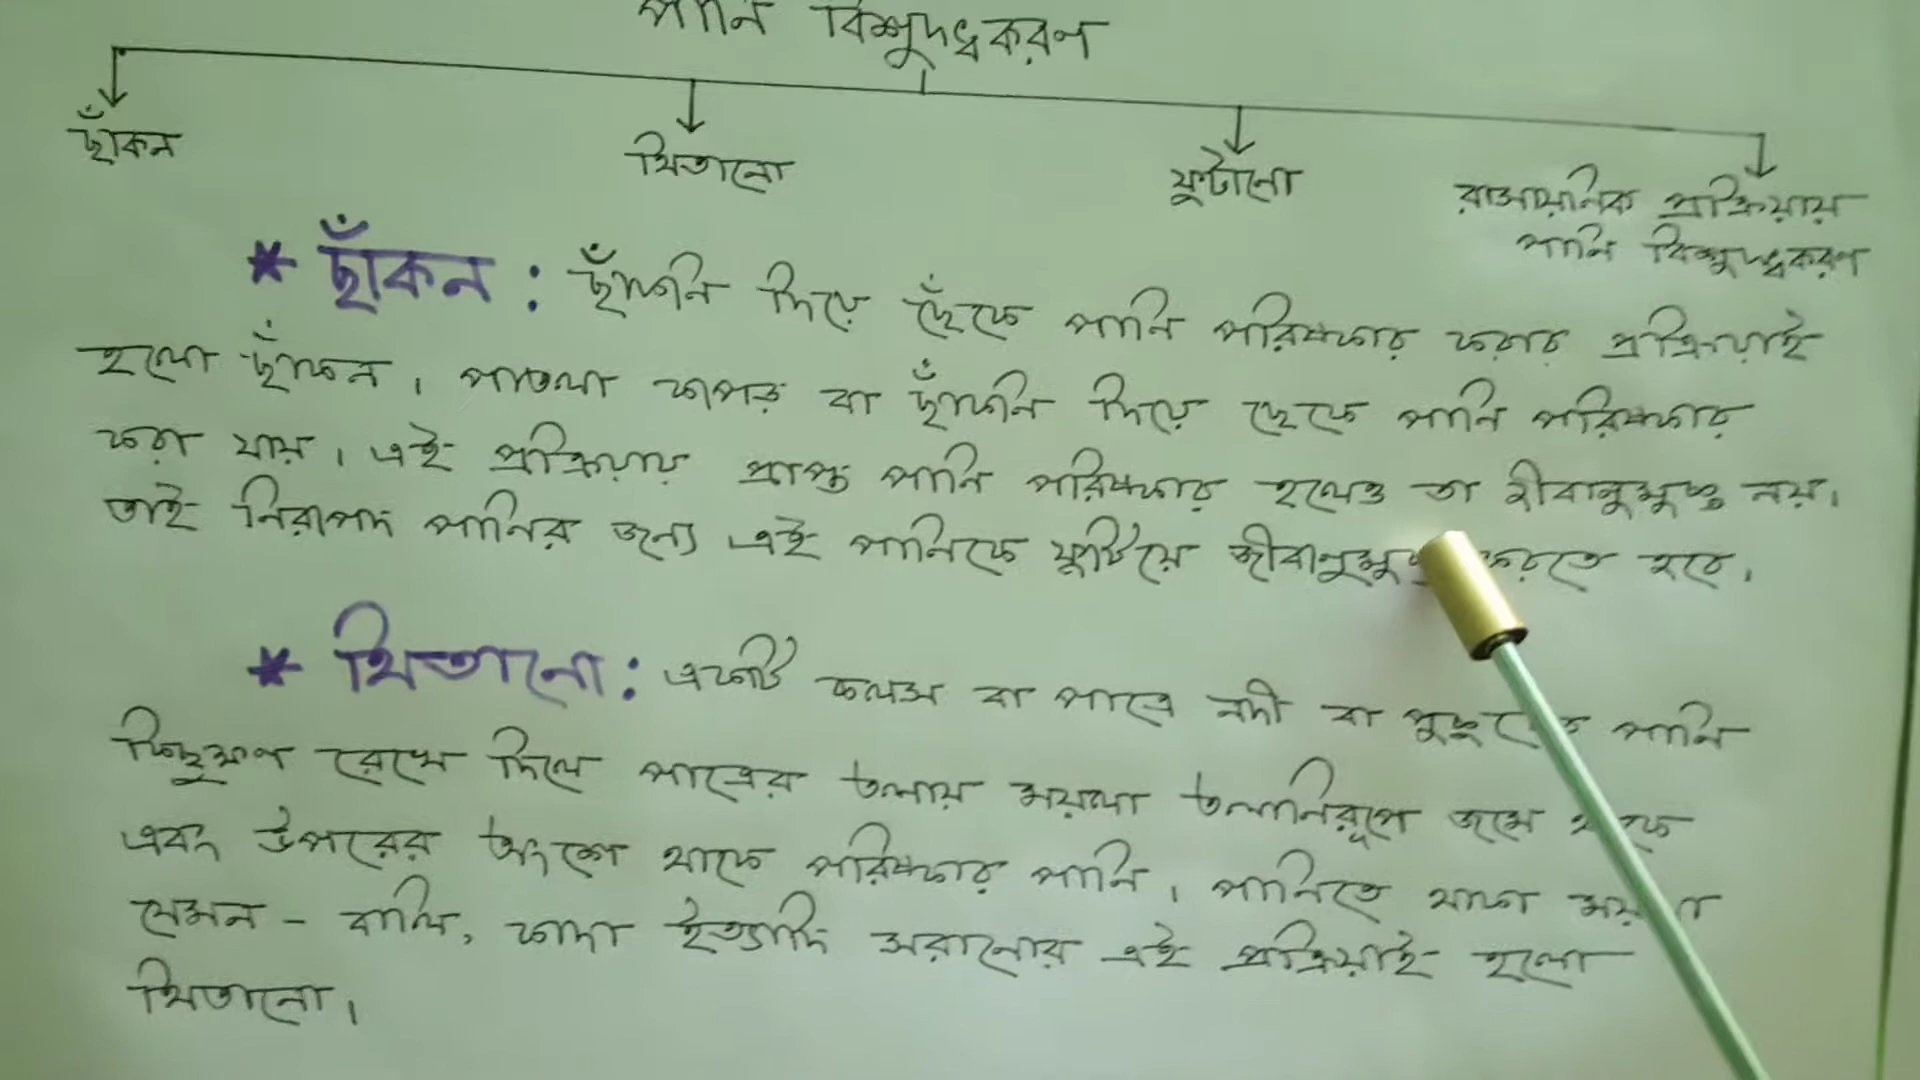 পানি বিশুদ্ধকরণ
ছাঁকন
থিতানো
ফুটানো
রাসায়নিক প্রক্রিয়ায়
পানি বিশুদ্ধকরণ
* ছাঁকন : ছাঁকনি দিয়ে ছেঁকে পানি পরিষ্কার করার প্রক্রিয়াই
হলো ছাঁকন। পাতলা কাপড় বা ছাঁকনি দিয়ে ছেকে পানি পরিষ্কার
করা যায়। এই প্রক্রিয়ায় প্রাপ্ত পানি পরিষ্কার হলেও তা জীবানুমুক্ত নয়।
তাই নিরাপদ পানির জন্য এই পানিকে ফুটিয়ে করতে হবে।
* থিতানো : একটি কলস বা পাত্রে নদী বা পানি
কিছুক্ষণ রেখে দিলে পাত্রের তলায় ময়লা তলানিরূপে জমে
এবং উপরের অংশে থাকে পরিষ্কার পানি। পানিতে থাকা
যেমন - বালি, কাদা ইত্যাদি সরানোর এই প্রক্রিয়াই হলো
থিতানো।